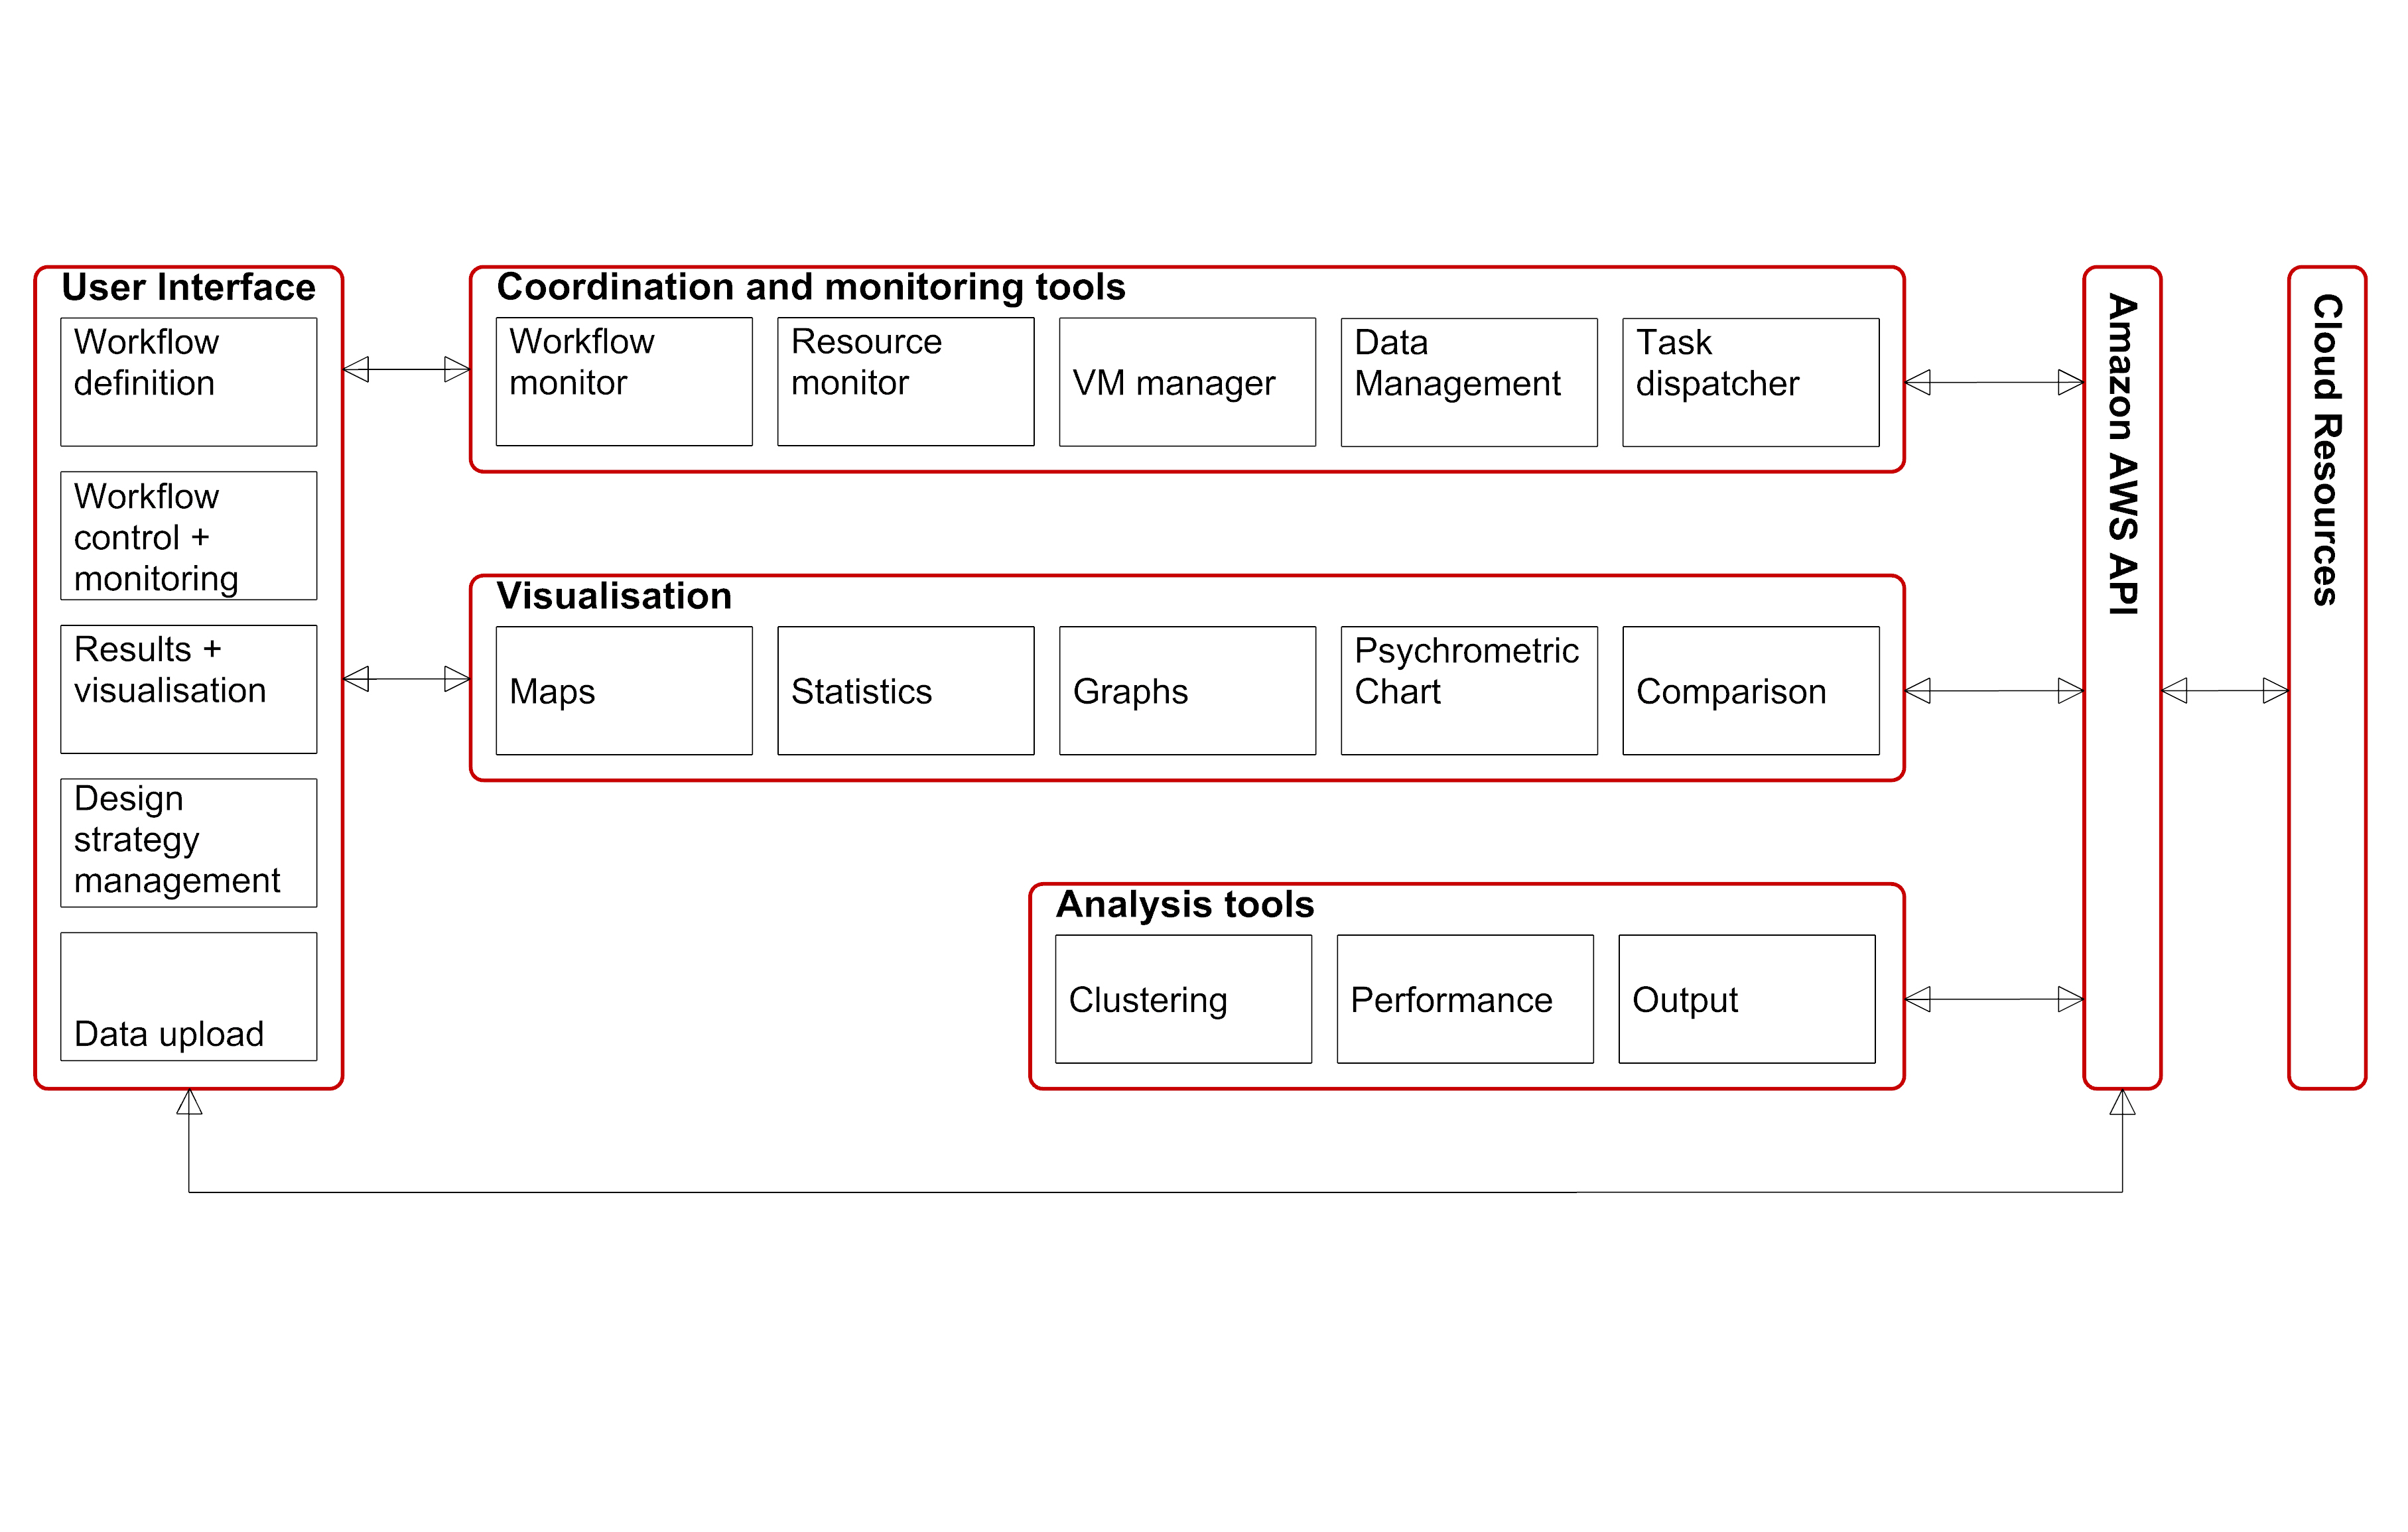 User Interface
Workflow
definition
Workflow
control +
monitoring
Results +
visualisation
Design
strategy
management
Data upload
Coordination and monitoring tools
Workflow
monitor
Resource
monitor
VM manager
Data
Management
Task
dispatcher
Visualisation
Maps
Statistics
Graphs
Psychrometric
Chart
Comparison
Analysis tools
Clustering
Performance
Output
Amazon AWS API
Cloud Resources